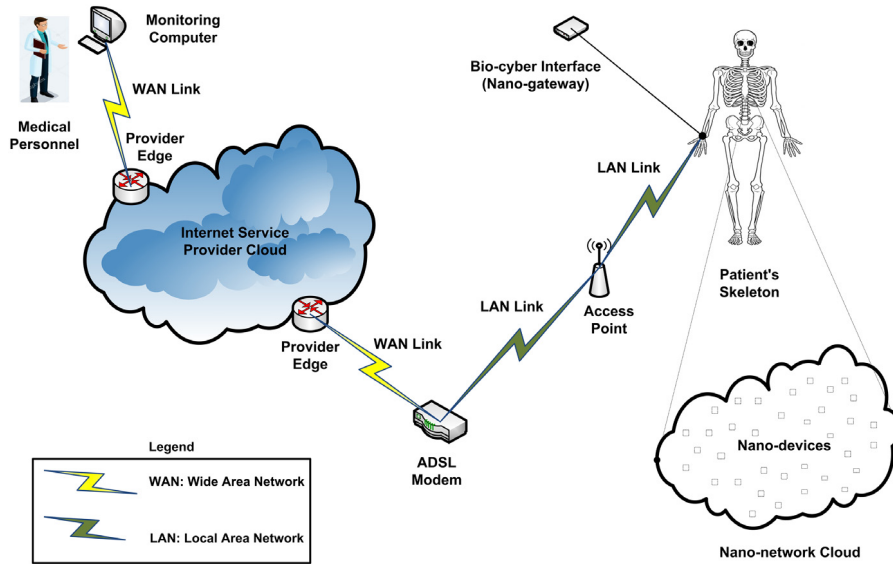 Monitoring
Computer
WAN Link
Medical
Personnel
Provider
Edge
Internet Service
Provider Cloud
Provider
Edge
WAN Link
ADSL
Modem
LAN Link
Access
Point
LAN Link
Bio-cyber Interface
(Nano-gateway)
Patient's
Skeleton
Nano-devices
Nano-network Cloud
Legend
WAN: Wide Area Network
LAN: Local Area Network